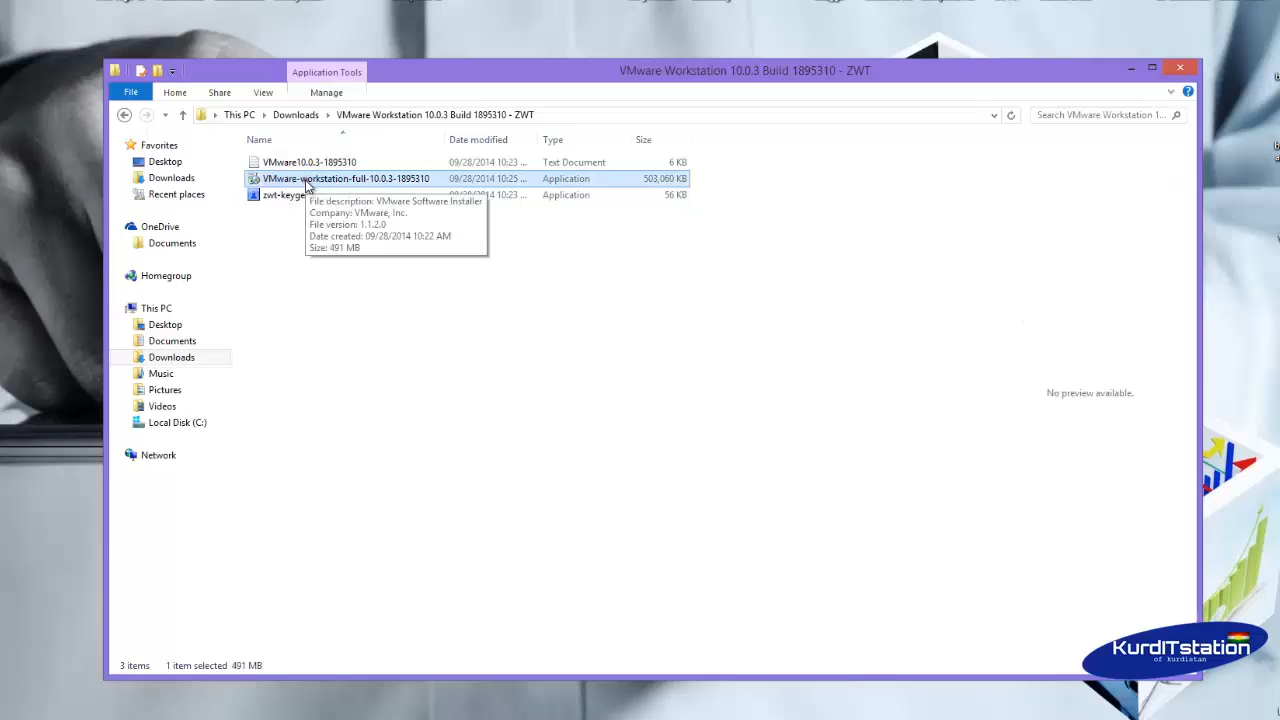 Application Tools
VMware Workstation 10.0.3 Build 1895310 - ZWT
File Home Share View Manage
This PC Downloads VMware Workstation 10.0.3 Build 1895310 - ZWT
Search VMware Workstation 1...
Name Date modified Type Size
VMware10.0.3-1895310 09/28/2014 10:23 ... Text Document 6 KB
VMware-workstation-full-10.0.3-1895310 09/28/2014 10:25 ... Application 503,060 KB
zwt-keyge 09/28/2014 10:23 ... Application 56 KB
File description: VMware Software Installer
Company: VMware, Inc.
File version: 1.1.2.0
Date created: 09/28/2014 10:22 AM
Size: 491 MB
Favorites
Desktop
Downloads
Recent places
OneDrive
Documents
Homegroup
This PC
Desktop
Documents
Downloads
Music
Pictures
Videos
Local Disk (C:)
Network
No preview available.
3 items 1 item selected 491 MB
KurdITstation
of kurdistan